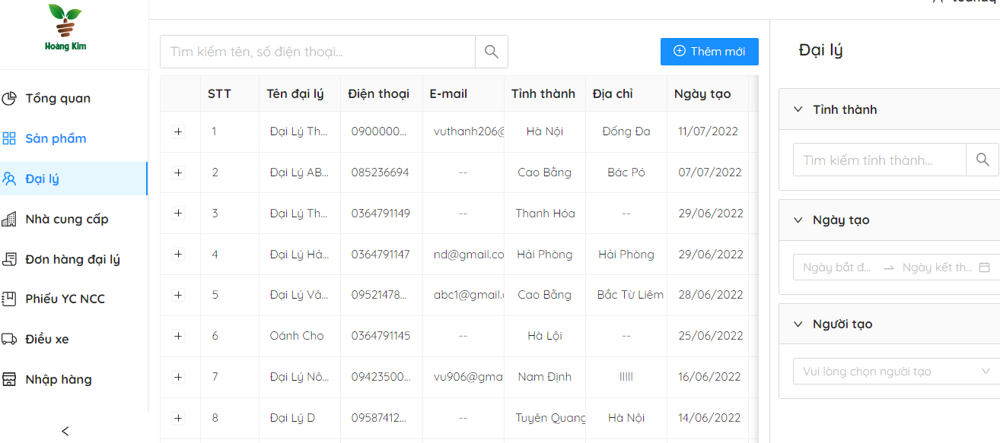 Hoàng Kim
Tổng quan
Sản phẩm
Đại lý
Nhà cung cấp
Đơn hàng đại lý
Phiếu YC NCC
Điều xe
Nhập hàng
Tìm kiếm tên, số điện thoại...
Thêm mới
STT Tên đại lý Điện thoại E-mail Tỉnh thành Địa chỉ Ngày tạo
1 Đại Lý Th... 0900000... vuthanh206@ Hà Nội Đống Đa 11/07/2022
2 Đại Lý AB... 085236694 -- Cao Bằng Bác Pó 07/07/2022
3 Đại Lý Th... 0364791149 -- Thanh Hóa -- 29/06/2022
4 Đại Lý Hả... 0364791147 nd@gmail.co Hải Phòng Hải Phòng 29/06/2022
5 Đại Lý Vâ... 09521478... abc1@gmail. Cao Bằng Bắc Từ Liêm 28/06/2022
6 Oánh Cho 0364791145 -- Hà Lội -- 25/06/2022
7 Đại Lý Nô... 09423500... vu906@gma Nam Định lllll 16/06/2022
8 Đại Lý D 09587412... -- Tuyên Quang Hà Nội 14/06/2022
Đại lý
Tỉnh thành
Tìm kiếm tỉnh thành...
Ngày tạo
Ngày bắt đ... Ngày kết th...
Người tạo
Vui lòng chọn người tạo